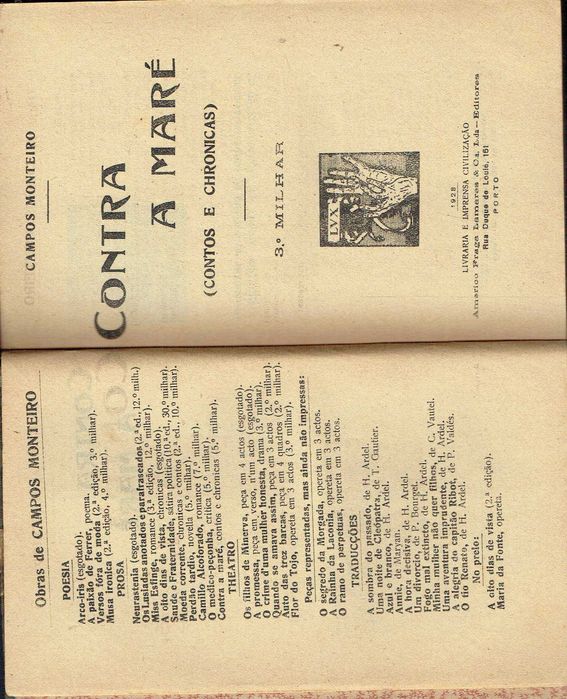 Obras de CAMPOS MONTEIRO
POESIA
Arco-iris (esgotado).
A paixão de Ferrer, poema.
Versos fóra de moda (2.ª edição, 3.º milhar).
Musa ironica (2.ª edição, 4.º milhar).
PROSA
Neurastenia (esgotado).
Os Lusiadas anotados e parafraseados (2.ª ed., 12.º milh.)
Miss Esfinge, romance (3.ª edição, 12.º milhar).
A oito dias de vista, chronicas (esgotado).
Saude e Fraternidade, satira (10.ª ed., 30.º milhar).
Moeda corrente, chronicas e contos (2.ª ed., 10.º milhar).
Perdão tardio, novella (5.º milhar).
Camillo Alcoforado, romance (7.º milhar).
O medico-pecinha, critica (5.º milhar).
Contra a maré, contos e chronicas (5.º milhar).
THEATRO
Os filhos de Minerva, peça em 4 actos (esgotado).
A promessa, peça em verso, n'um acto (esgotado).
O crime d'uma mulher honesta, drama (3.º milhar).
Quando se amava assim, peça em 3 actos (2.º milhar).
Auto das trez barcas, peça em 4 quadros (2.º milhar).
Flor do Tojo, opereta em 3 actos (3.º milhar).
Peças representadas, mas ainda não impressas:
O segredo da Morgada, opereta em 3 actos.
A Rainha da Laconia, opereta em 3 actos.
O ramo de perpetuas, opereta em 3 actos.
TRADUCÇÕES
A sombra do passado, de H. Ardel.
Uma noite de Cleópatra, de T. Gautier.
Azul e branco, de H. Ardel.
Annie, de Maryan.
A hora decisiva, de H. Ardel.
Um divorcio, de P. Bourget.
Fogo mal extincto, de H. Ardel.
Minha mulher não quer filhos, de C. Vautel.
Uma aventura imprudente, de H. Ardel.
A alegria do capitão Ribot, de P. Valdés.
O tio Renato, de H. Ardel.
No prelo:
A oito dias de vista (2.ª edição).
Maria da Fonte, opereta.
CAMPOS MONTEIRO
CONTRA
A MARÉ
(CONTOS E CHRONICAS)
3.º MILHAR
LVX
1928
LIVRARIA E IMPRENSA CIVILIZAÇÃO
Americo Fraga Lamares & Ca. Lda—Editores
Rua Duque de Loulé, 161
PORTO